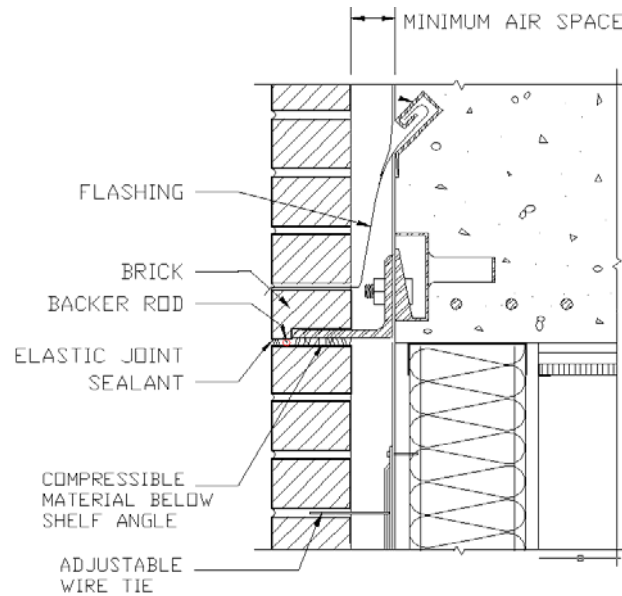 MINIMUM AIR SPACE
FLASHING
BRICK
BACKER ROD
ELASTIC JOINT
SEALANT
COMPRESSIBLE
MATERIAL BELOW
SHELF ANGLE
ADJUSTABLE
WIRE TIE